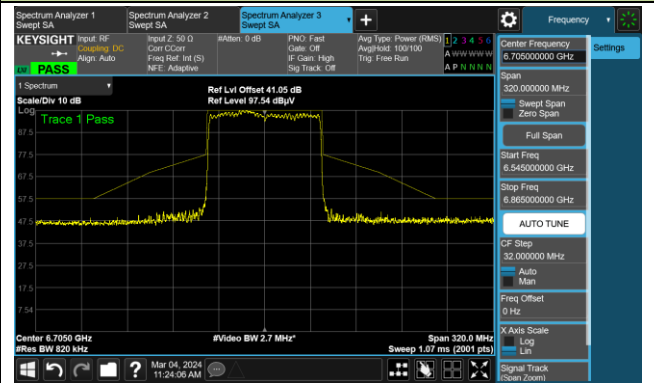 Spectrum Analyzer 1
Swept SA
Spectrum Analyzer 2
Swept SA
Spectrum Analyzer 3
Swept SA
Frequency
KEYSIGHT
Input: RF
Coupling: DC
Align: Auto
Input Z: 50 Ω
Corr CCorr
Freq Ref: Int (S)
NFE: Adaptive
#Atten: 0 dB
PNO: Fast
Gate: Off
IF Gain: High
Sig Track: Off
Avg Type: Power (RMS)
Avg|Hold: 100/100
Trig: Free Run
1 2 3 4 5 6
A W W W W W
A P N N N N
LXI
PASS
1 Spectrum
Scale/Div 10 dB
Ref Lvl Offset 41.05 dB
Ref Level 97.54 dBµV
Log
Trace 1 Pass
87.5
77.5
67.5
57.5
47.5
37.5
27.5
17.5
7.54
Center 6.7050 GHz
#Res BW 820 kHz
#Video BW 2.7 MHz*
Span 320.0 MHz
Sweep 1.07 ms (2001 pts)
Mar 04, 2024
11:24:06 AM
Center Frequency
6.705000000 GHz
Settings
Span
320.000000 MHz
Swept Span
Zero Span
Full Span
Start Freq
6.545000000 GHz
Stop Freq
6.865000000 GHz
AUTO TUNE
CF Step
32.000000 MHz
Auto
Man
Freq Offset
0 Hz
X Axis Scale
Log
Lin
Signal Track
(Span Zoom)